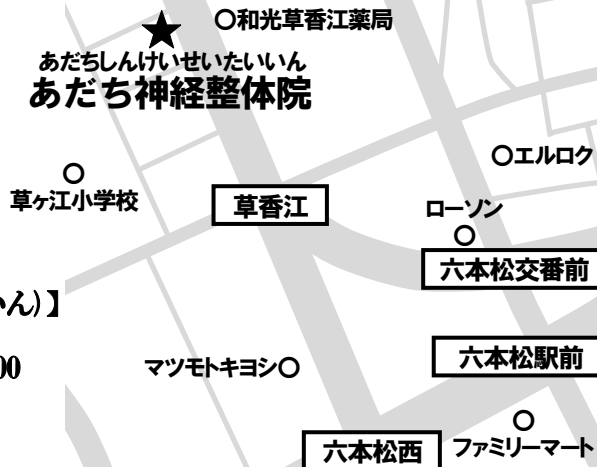 ○和光草香江薬局
あだちしんけいせいたいいん
あだち神経整体院
○エルロク
草ヶ江小学校
草香江
ローソン
六本松交番前
いん)】
00
マツモトキヨシ○
六本松駅前
六本松西
ファミリーマート